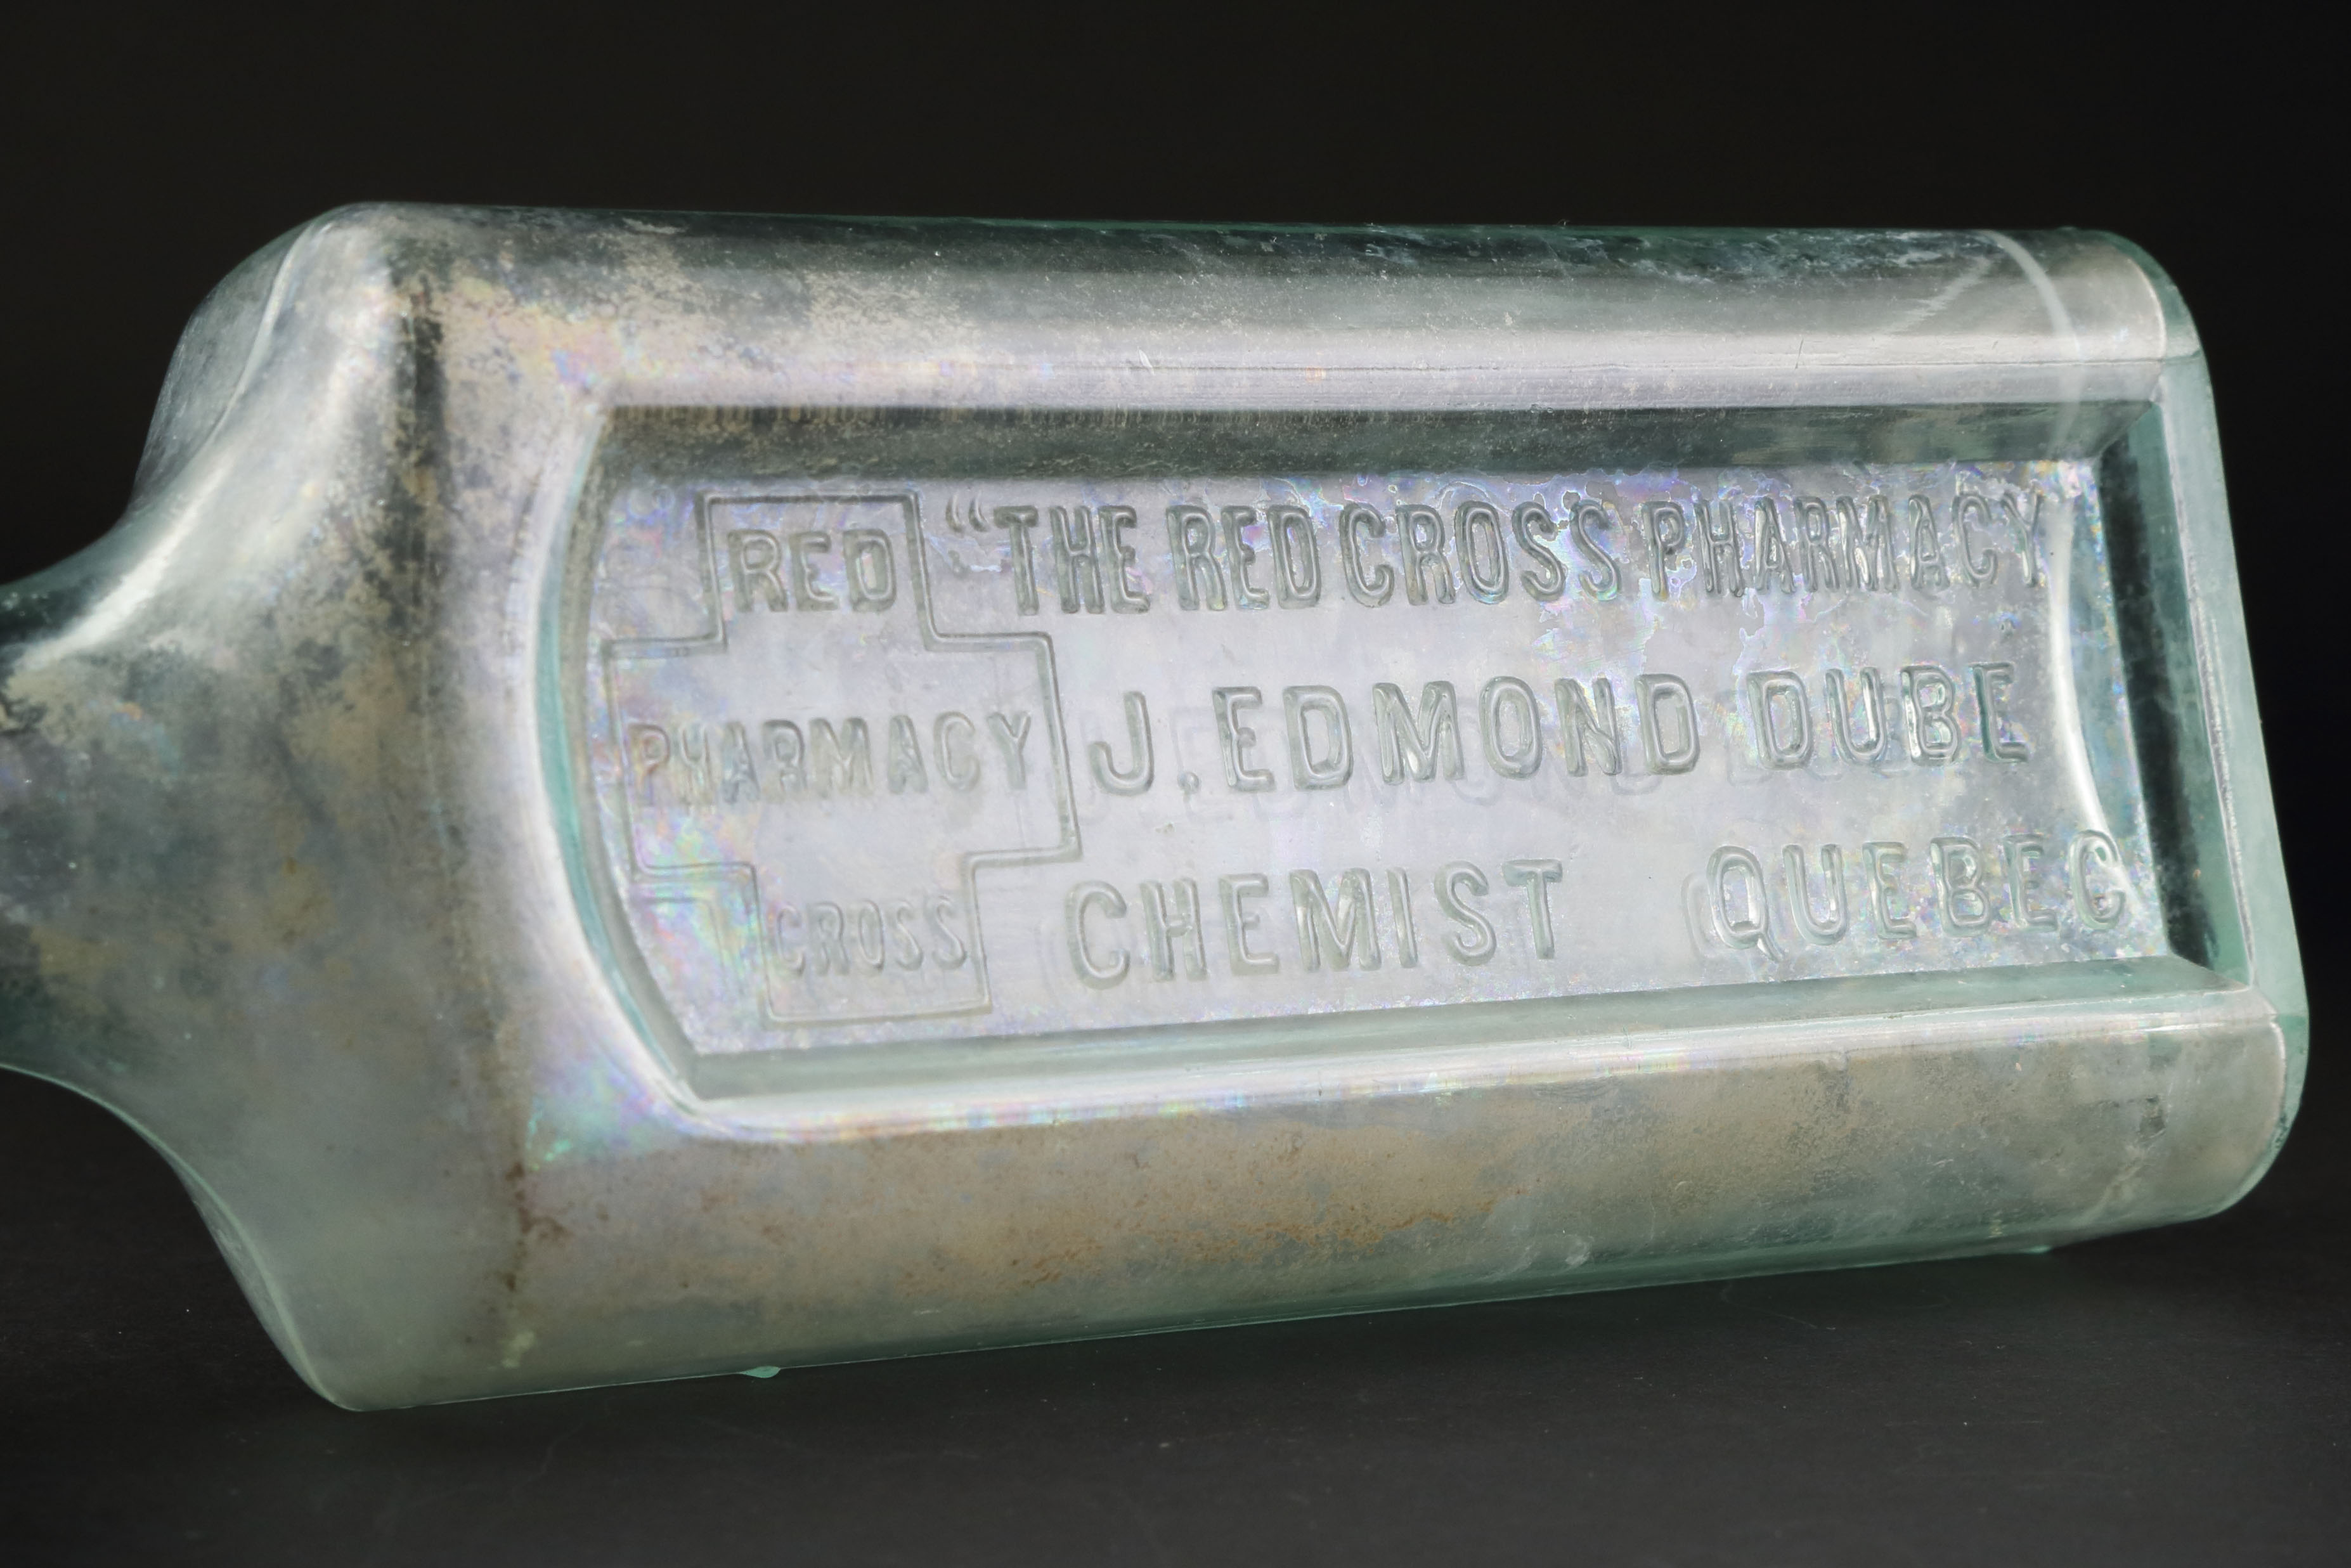 RED
PHARMACY
CROSS
"THE RED CROSS PHARMACY
J. EDMOND DUBE
CHEMIST QUEBEC